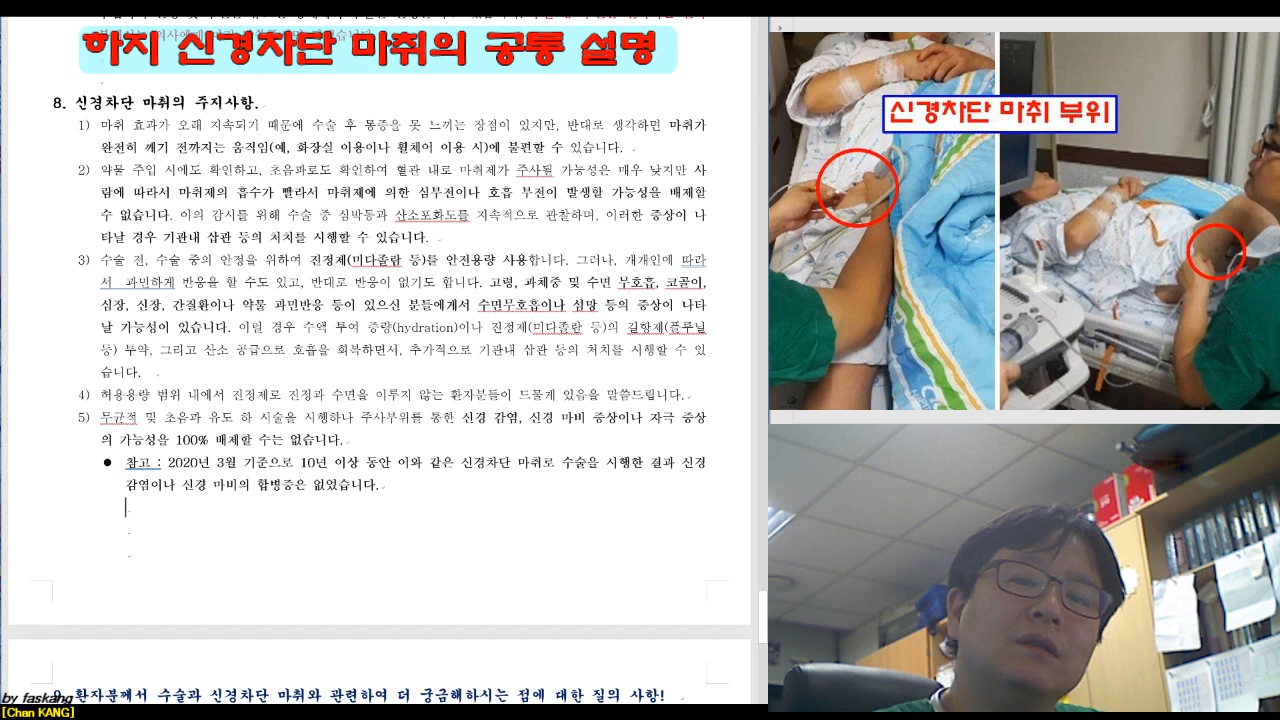 하지 신경차단 마취의 공통 설명
8. 신경차단 마취의 주지사항.
1) 마취 효과가 오래 지속되기 때문에 수술 후 통증을 못 느끼는 장점이 있지만, 반대로 생각하면 마취가
완전히 깨기 전까지는 움직임(예, 화장실 이용이나 휠체어 이용 시)에 불편할 수 있습니다.
2) 약물 주입 시에도 확인하고, 초음파로도 확인하여 혈관 내로 마취제가 주사될 가능성은 매우 낮지만 사
람에 따라서 마취제의 흡수가 빨라서 마취제에 의한 심부전이나 호흡 부전이 발생할 가능성을 배제할
수 없습니다. 이의 감시를 위해 수술 중 심박동과 산소포화도를 지속적으로 관찰하며, 이러한 증상이 나
타날 경우 기관내 삽관 등의 처치를 시행할 수 있습니다.
3) 수술 전, 수술 중의 안정을 위하여 진정제(미다졸람 등)를 안전용량 사용합니다. 그러나, 개개인에 따라
서 과민하게 반응을 할 수도 있고, 반대로 반응이 없기도 합니다. 고령, 과체중 및 수면 무호흡, 코골이,
심장, 신장, 간질환이나 약물 과민반응 등이 있으신 분들에게서 수면무호흡이나 섬망 등의 증상이 나타
날 가능성이 있습니다. 이럴 경우 수액 투여 증량(hydration)이나 진정제(미다졸람 등)의 길항제(플루닐
등) 투약, 그리고 산소 공급으로 호흡을 회복하면서, 추가적으로 기관내 삽관 등의 처치를 시행할 수 있
습니다.
4) 허용용량 범위 내에서 진정제로 진정과 수면을 이루지 않는 환자분들이 드물게 있음을 말씀드립니다.
5) 무균적 및 초음파 유도 하 시술을 시행하나 주사부위를 통한 신경 감염, 신경 마비 증상이나 자극 증상
의 가능성을 100% 배제할 수는 없습니다.
● 참고 : 2020년 3월 기준으로 10년 이상 동안 이와 같은 신경차단 마취로 수술을 시행한 결과 신경
감염이나 신경 마비의 합병증은 없었습니다.
9. 환자분께서 수술과 신경차단 마취와 관련하여 더 궁금해하시는 점에 대한 질의 사항!
by faskang
[Chan KANG]
신경차단 마취 부위